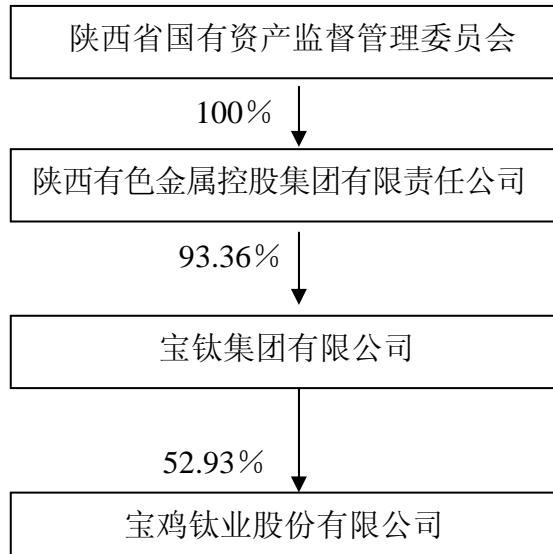 陕西省国有资产监督管理委员会
100％
陕西有色金属控股集团有限责任公司
93.36％
宝钛集团有限公司
52.93％
宝鸡钛业股份有限公司